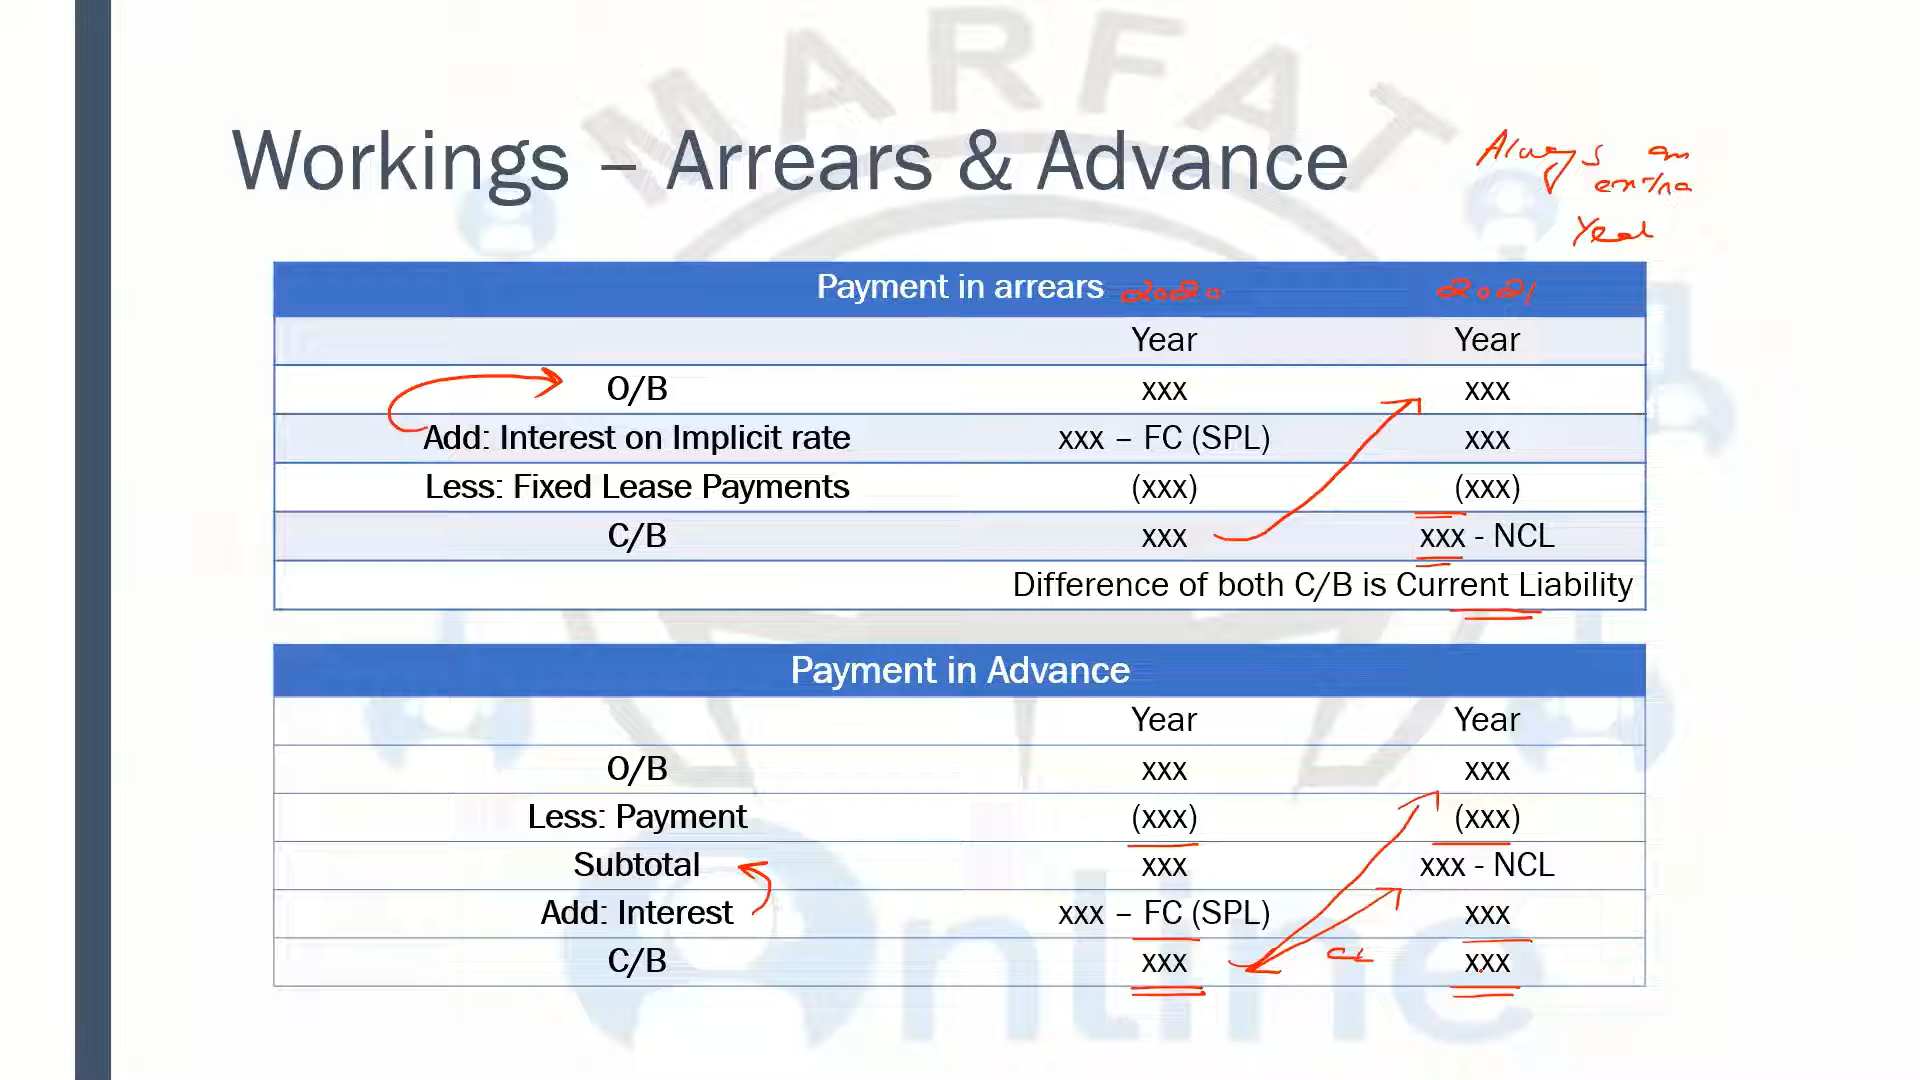 MARFAT
Workings – Arrears & Advance
Always an
extra
Year
Payment in arrears 2020 2021
Year Year
O/B xxx xxx
Add: Interest on Implicit rate xxx – FC (SPL) xxx
Less: Fixed Lease Payments (xxx) (xxx)
C/B xxx xxx - NCL
Difference of both C/B is Current Liability
Payment in Advance
Year Year
O/B xxx xxx
Less: Payment (xxx) (xxx)
Subtotal xxx xxx - NCL
Add: Interest xxx – FC (SPL) xxx
CL
C/B xxx xxx
Online